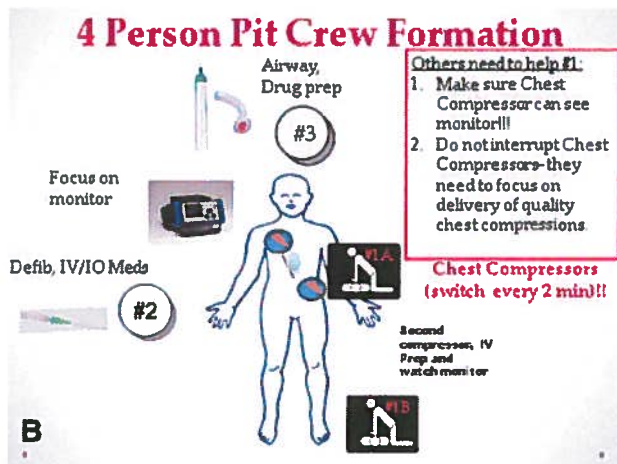 4 Person Pit Crew Formation
Airway,
Drug prep
#3
Others need to help #1:
1. Make sure Chest
Compressor can see
monitor!!!
2. Do not interrupt Chest
Compressors-they
need to focus on
delivery of quality
chest compressions
Focus on
monitor
#1A
Chest Compressors
(switch every 2 min)!!
Defib, IV/IO Meds
#2
Second
compressor, IV
Prep and
watch monitor
#1B
B